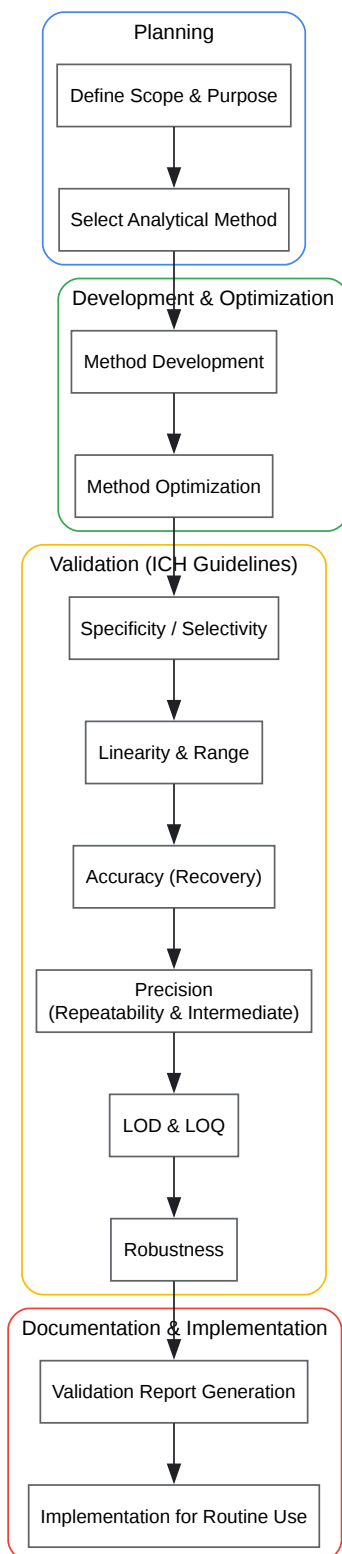 Planning
Define Scope & Purpose
Select Analytical Method
Development & Optimization
Method Development
Method Optimization
Validation (ICH Guidelines)
Specificity / Selectivity
Linearity & Range
Accuracy (Recovery)
Precision
(Repeatability & Intermediate)
LOD & LOQ
Robustness
Documentation & Implementation
Validation Report Generation
Implementation for Routine Use